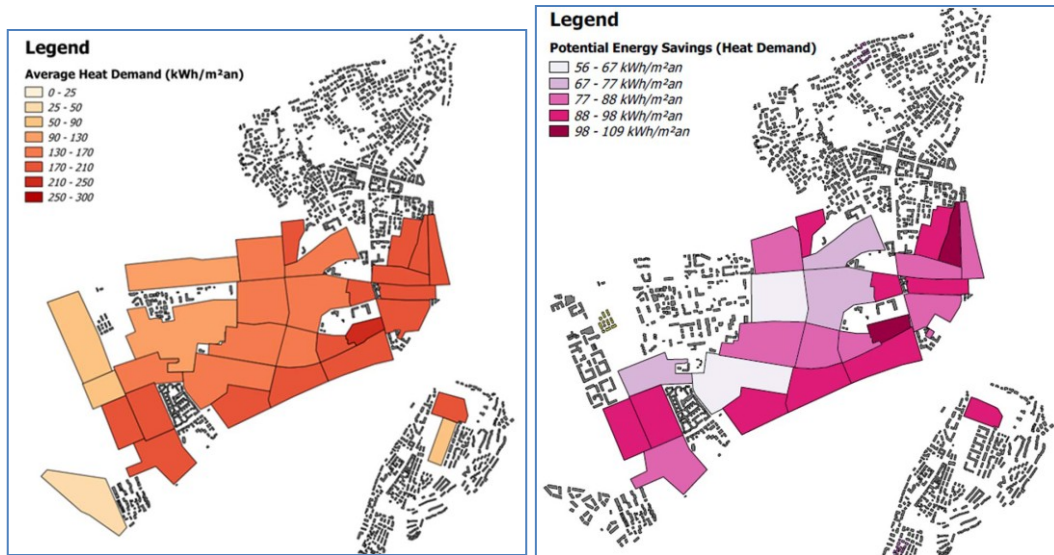 Legend
Average Heat Demand (kWh/m²an)
0 - 25
25 - 50
50 - 90
90 - 130
130 - 170
170 - 210
210 - 250
250 - 300
Legend
Potential Energy Savings (Heat Demand)
56 - 67 kWh/m²an
67 - 77 kWh/m²an
77 - 88 kWh/m²an
88 - 98 kWh/m²an
98 - 109 kWh/m²an